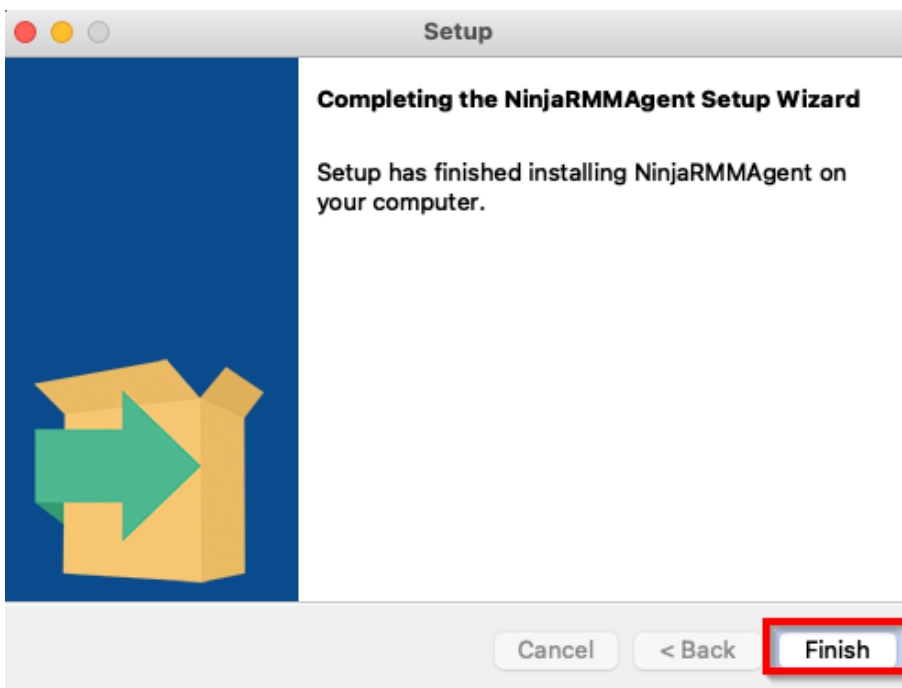 Setup
Completing the NinjaRMMAgent Setup Wizard
Setup has finished installing NinjaRMMAgent on
your computer.
Cancel
< Back
Finish